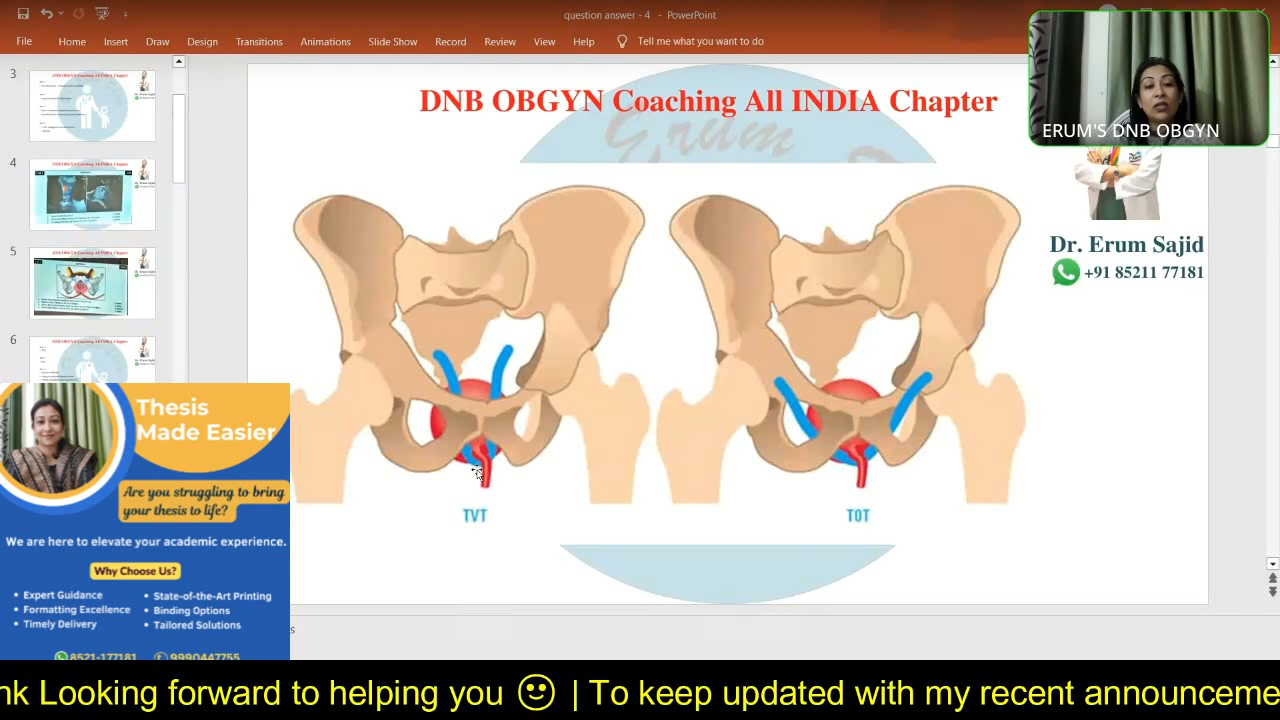 question answer - 4 - PowerPoint
File Home Insert Draw Design Transitions Animations Slide Show Record Review View Help Tell me what you want to do
3
4
5
6
DNB OBGYN Coaching All INDIA Chapter
ERUM'S DNB OBGYN
Dr. Erum Sajid
+91 85211 77181
TVT
TOT
Thesis
Made Easier
Are you struggling to bring
your thesis to life?
We are here to elevate your academic experience.
Why Choose Us?
• Expert Guidance
• Formatting Excellence
• Timely Delivery
• State-of-the-Art Printing
• Binding Options
• Tailored Solutions
8521-177181 9990447755
nk Looking forward to helping you 🙂 | To keep updated with my recent announceme